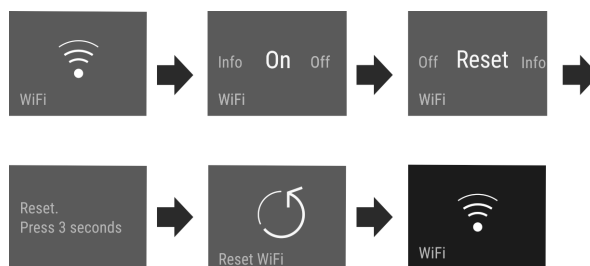 WiFi
Info On Off
WiFi
Off Reset Info
WiFi
Reset.
Press 3 seconds
Reset WiFi
WiFi